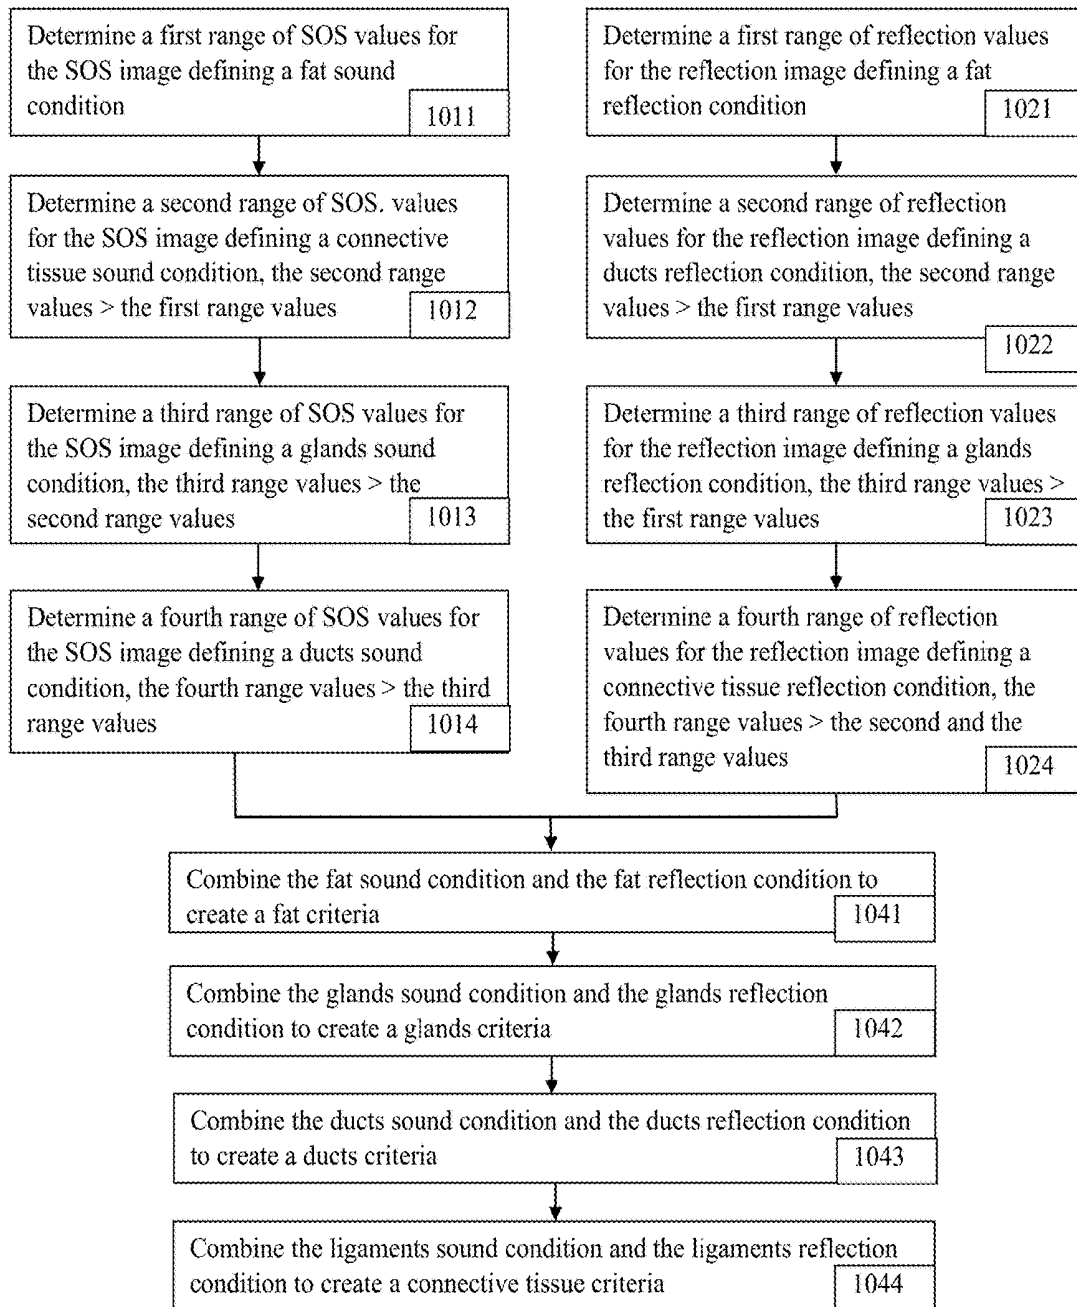 Determine a first range of SOS values for
the SOS image defining a fat sound
condition
1011
Determine a second range of SOS. values
for the SOS image defining a connective
tissue sound condition, the second range
values > the first range values
1012
Determine a third range of SOS values for
the SOS image defining a glands sound
condition, the third range values > the
second range values
1013
Determine a fourth range of SOS values for
the SOS image defining a ducts sound
condition, the fourth range values > the third
range values
1014
Determine a first range of reflection values
for the reflection image defining a fat
reflection condition
1021
Determine a second range of reflection
values for the reflection image defining a
ducts reflection condition, the second range
values > the first range values
1022
Determine a third range of reflection values
for the reflection image defining a glands
reflection condition, the third range values >
the first range values
1023
Determine a fourth range of reflection
values for the reflection image defining a
connective tissue reflection condition, the
fourth range values > the second and the
third range values
1024
Combine the fat sound condition and the fat reflection condition to
create a fat criteria
1041
Combine the glands sound condition and the glands reflection
condition to create a glands criteria
1042
Combine the ducts sound condition and the ducts reflection condition
to create a ducts criteria
1043
Combine the ligaments sound condition and the ligaments reflection
condition to create a connective tissue criteria
1044